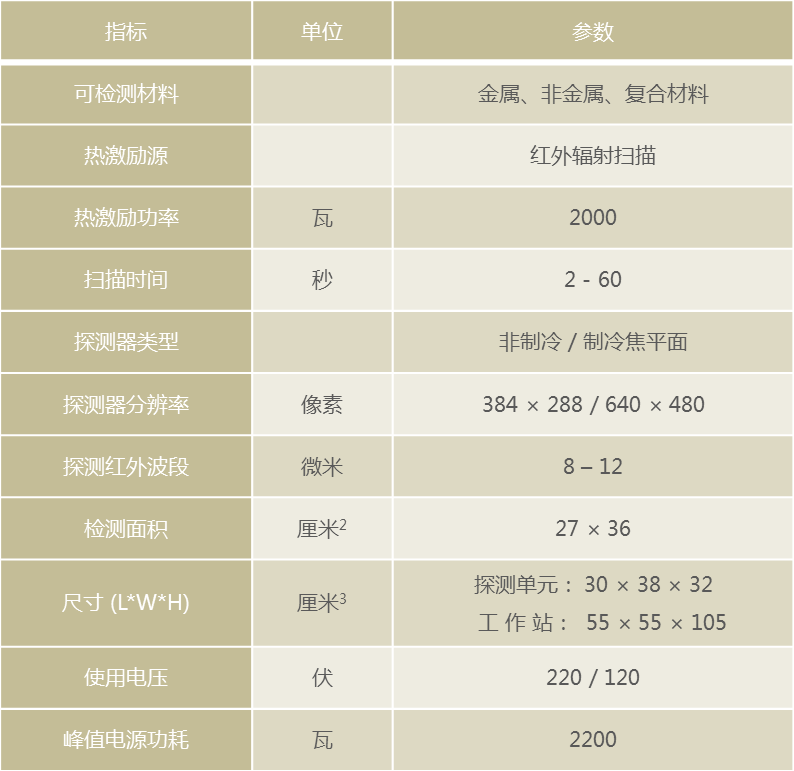 指标 单位 参数
可检测材料 金属、非金属、复合材料
热激励源 红外辐射扫描
热激励功率 瓦 2000
扫描时间 秒 2 - 60
探测器类型 非制冷 / 制冷焦平面
探测器分辨率 像素 384 × 288 / 640 × 480
探测红外波段 微米 8 – 12
检测面积 厘米² 27 × 36
尺寸 (L*W*H) 厘米³ 探测单元： 30 × 38 × 32
工 作 站： 55 × 55 × 105
使用电压 伏 220 / 120
峰值电源功耗 瓦 2200